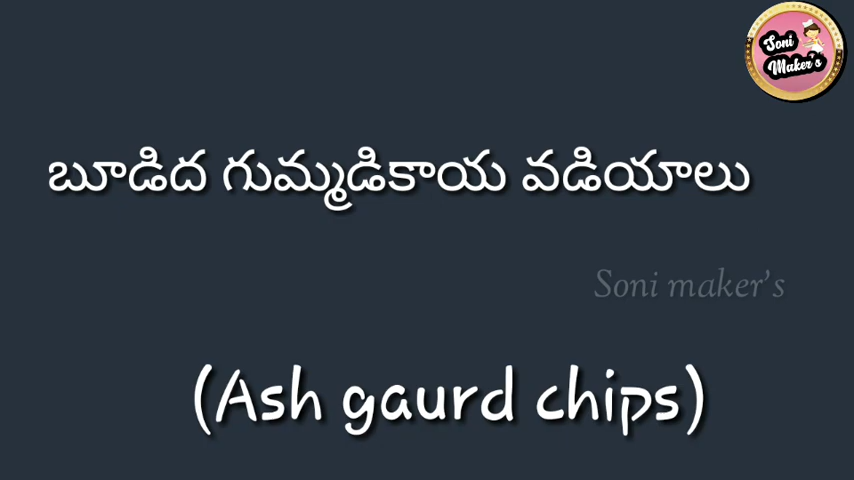 Soni
Maker's
బూడిద గుమ్మడికాయ వడియాలు
Soni maker's
(Ash gaurd chips)